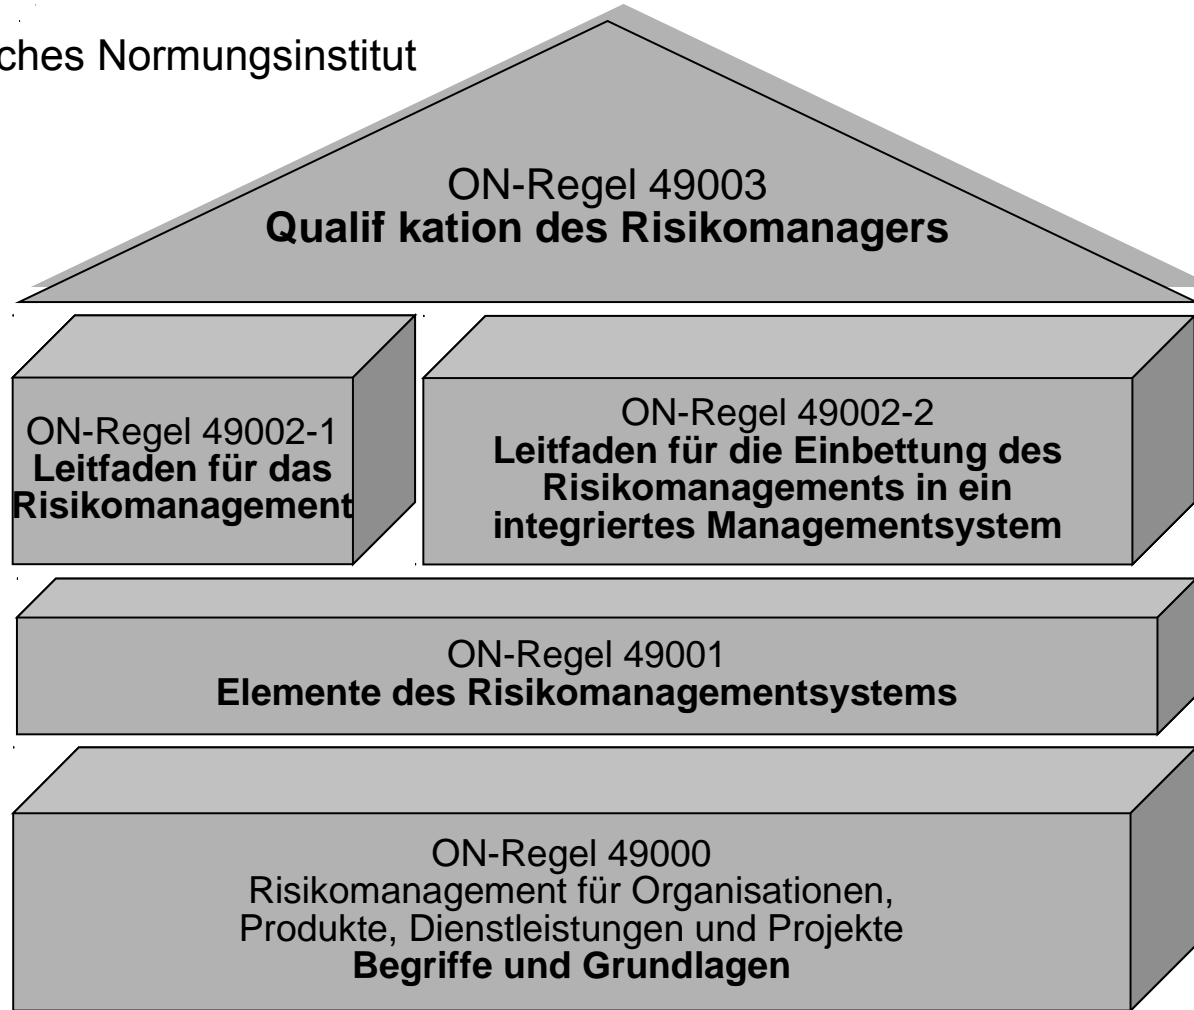 ches Normungsinstitut
ON-Regel 49003
Qualif kation des Risikomanagers
ON-Regel 49002-1
Leitfaden für das
Risikomanagement
ON-Regel 49002-2
Leitfaden für die Einbettung des
Risikomanagements in ein
integriertes Managementsystem
ON-Regel 49001
Elemente des Risikomanagementsystems
ON-Regel 49000
Risikomanagement für Organisationen,
Produkte, Dienstleistungen und Projekte
Begriffe und Grundlagen